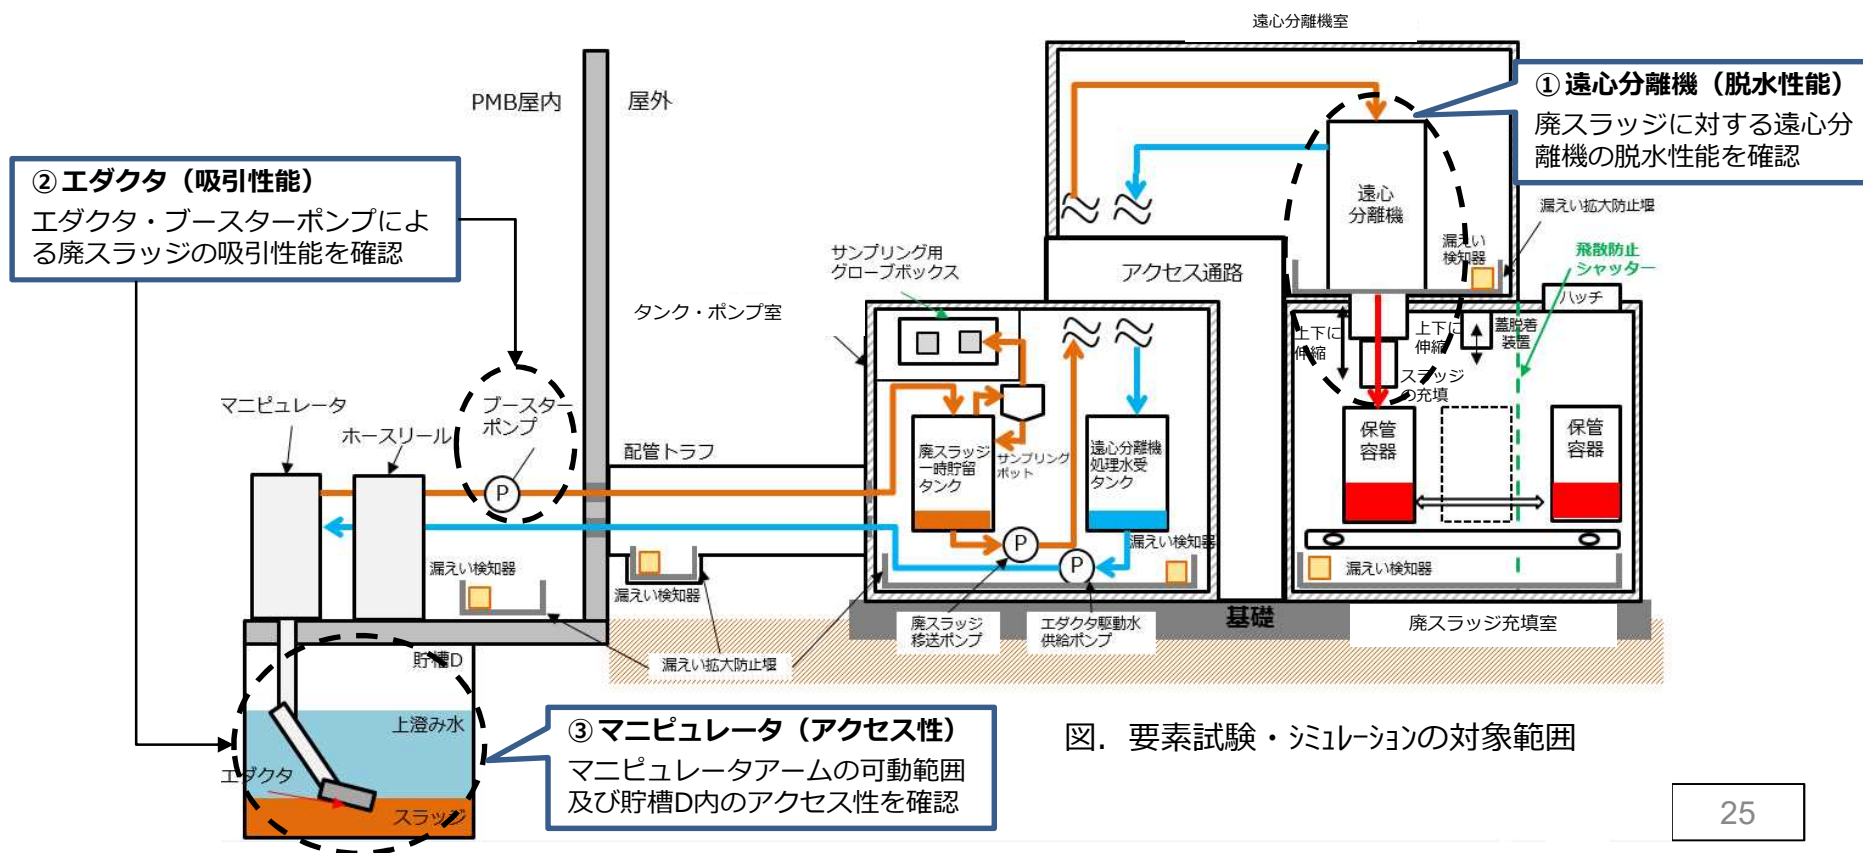 遠心分離機室
PMB屋内
屋外
① 遠心分離機（脱水性能）
廃スラッジに対する遠心分
離機の脱水性能を確認
② エダクタ（吸引性能）
エダクタ・ブースターポンプによ
る廃スラッジの吸引性能を確認
遠心
分離機
漏えい拡大防止堰
漏えい
検知器
飛散防止
シャッター
サンプリング用
グローブボックス
アクセス通路
ハッチ
タンク・ポンプ室
上下に
伸縮
上下に
伸縮
蓋脱着
装置
スラッジ
の充填
マニピュレータ
ホースリール
ブースター
ポンプ
P
配管トラフ
廃スラッジ
一時貯留
タンク
サンプリング
ポット
遠心分離機
処理水受
タンク
保管
容器
保管
容器
P
P
漏えい検知器
漏えい検知器
漏えい検知器
漏えい検知器
廃スラッジ
移送ポンプ
エダクタ駆動水
供給ポンプ
基礎
廃スラッジ充填室
漏えい拡大防止堰
貯槽D
上澄み水
エダクタ
スラッジ
③ マニピュレータ（アクセス性）
マニピュレータアームの可動範囲
及び貯槽D内のアクセス性を確認
図．要素試験・ｼﾐｭﾚｰｼｮﾝの対象範囲
25